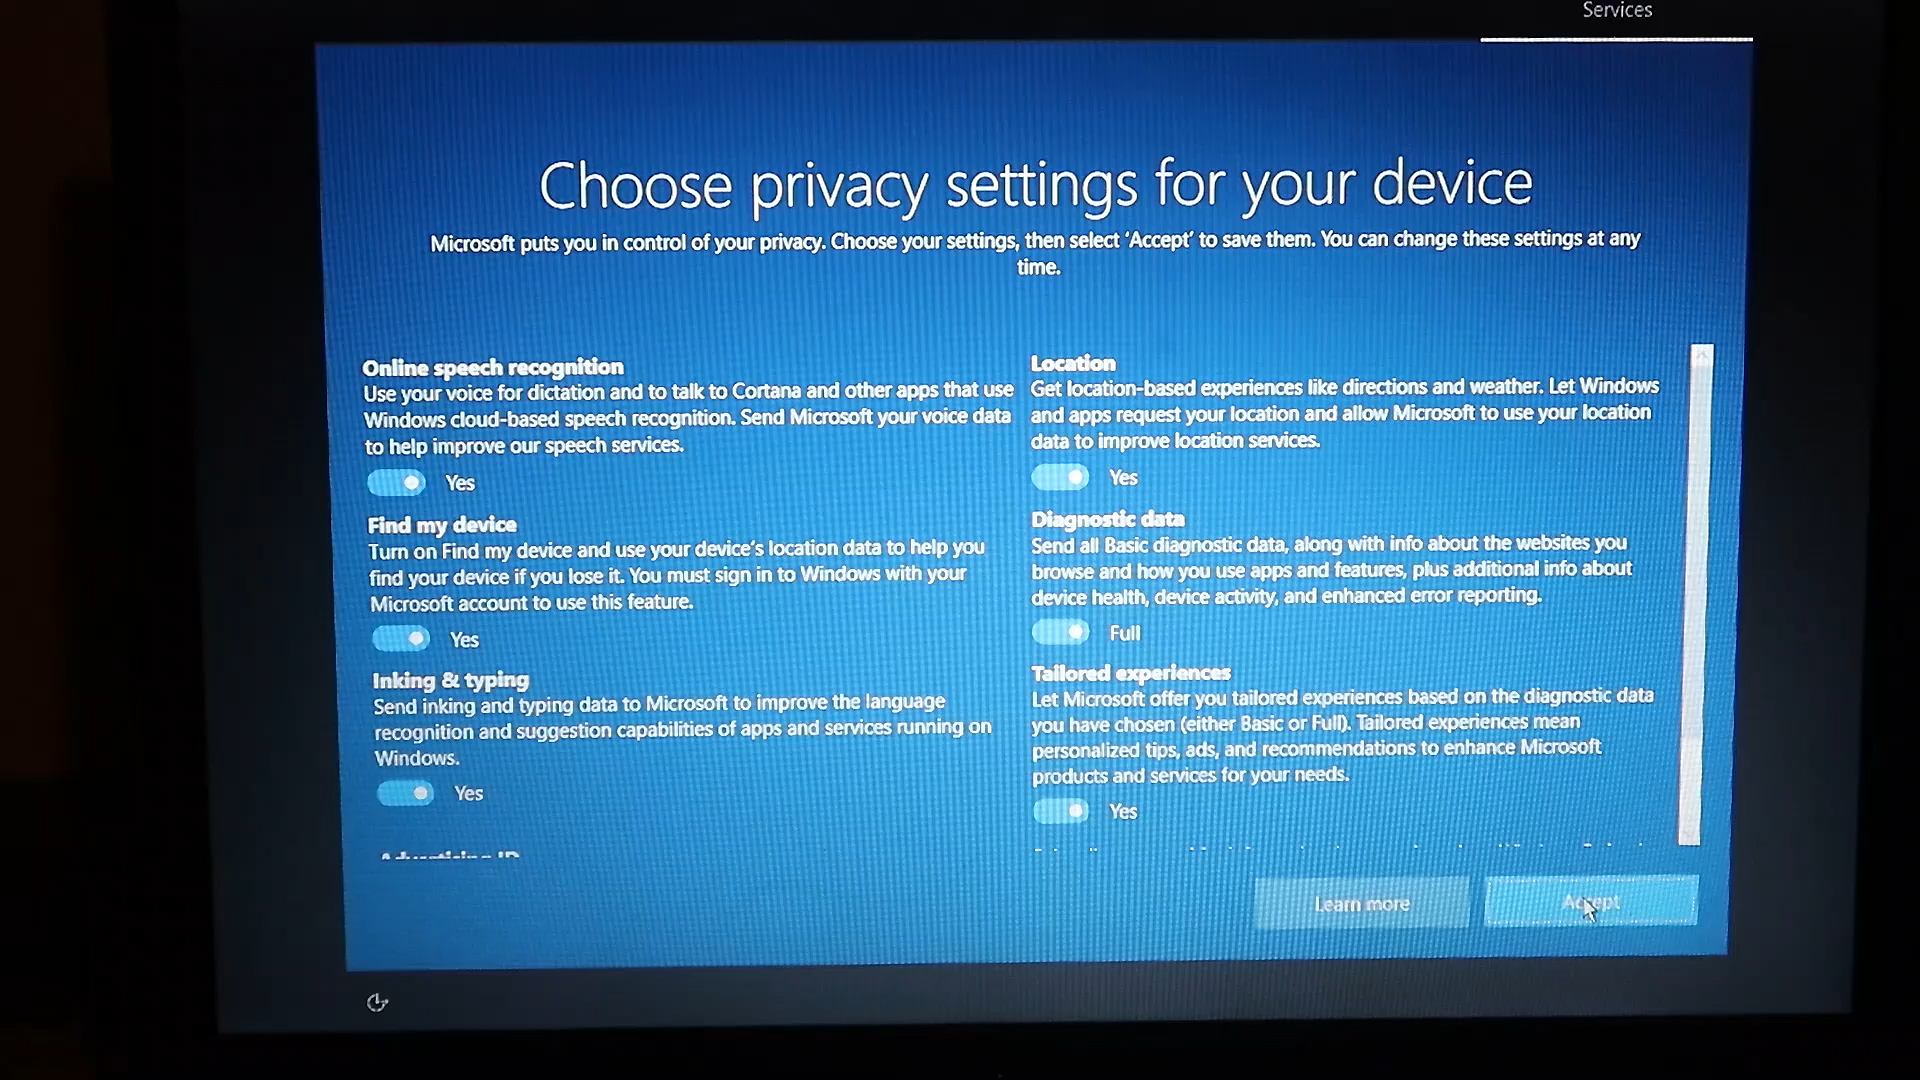 Services
Choose privacy settings for your device
Microsoft puts you in control of your privacy. Choose your settings, then select ‘Accept’ to save them. You can change these settings at any
time.
Online speech recognition
Use your voice for dictation and to talk to Cortana and other apps that use
Windows cloud-based speech recognition. Send Microsoft your voice data
to help improve our speech services.
Yes
Find my device
Turn on Find my device and use your device's location data to help you
find your device if you lose it. You must sign in to Windows with your
Microsoft account to use this feature.
Yes
Inking & typing
Send inking and typing data to Microsoft to improve the language
recognition and suggestion capabilities of apps and services running on
Windows.
Yes
Advertising ID
Location
Get location-based experiences like directions and weather. Let Windows
and apps request your location and allow Microsoft to use your location
data to improve location services.
Yes
Diagnostic data
Send all Basic diagnostic data, along with info about the websites you
browse and how you use apps and features, plus additional info about
device health, device activity, and enhanced error reporting.
Full
Tailored experiences
Let Microsoft offer you tailored experiences based on the diagnostic data
you have chosen (either Basic or Full). Tailored experiences mean
personalized tips, ads, and recommendations to enhance Microsoft
products and services for your needs.
Yes
Learn more
Accept